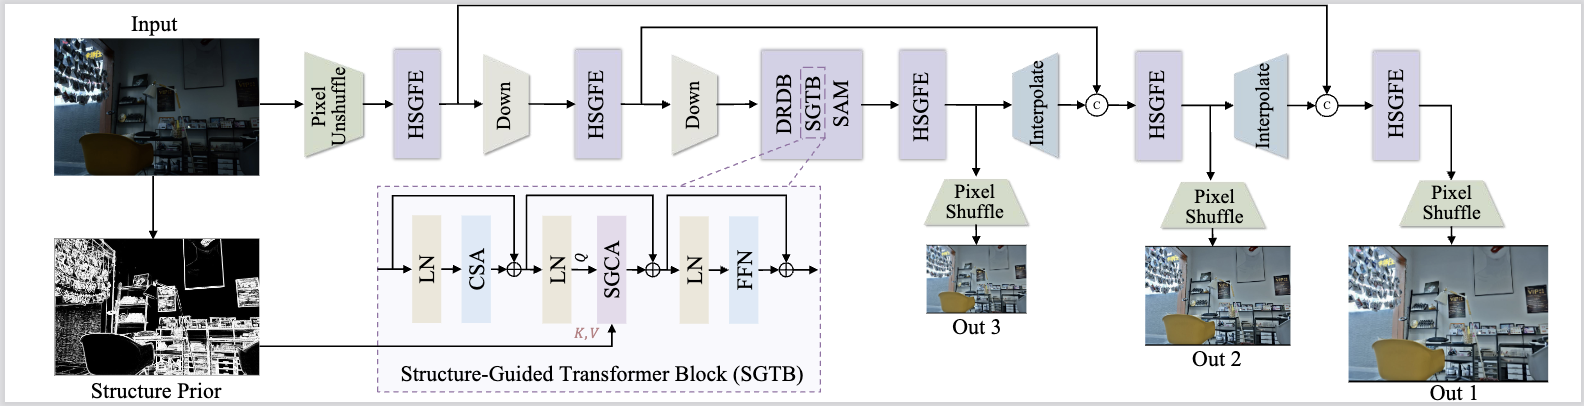 Input
Pixel
Unshuffle
HSGFE
Down
HSGFE
Down
DRDB
SGTB
SAM
HSGFE
Interpolate
C
HSGFE
Interpolate
C
HSGFE
Pixel
Shuffle
Pixel
Shuffle
Pixel
Shuffle
LN
CSA
LN
Q
SGCA
LN
FFN
K,V
Structure-Guided Transformer Block (SGTB)
Structure Prior
Out 3
Out 2
Out 1